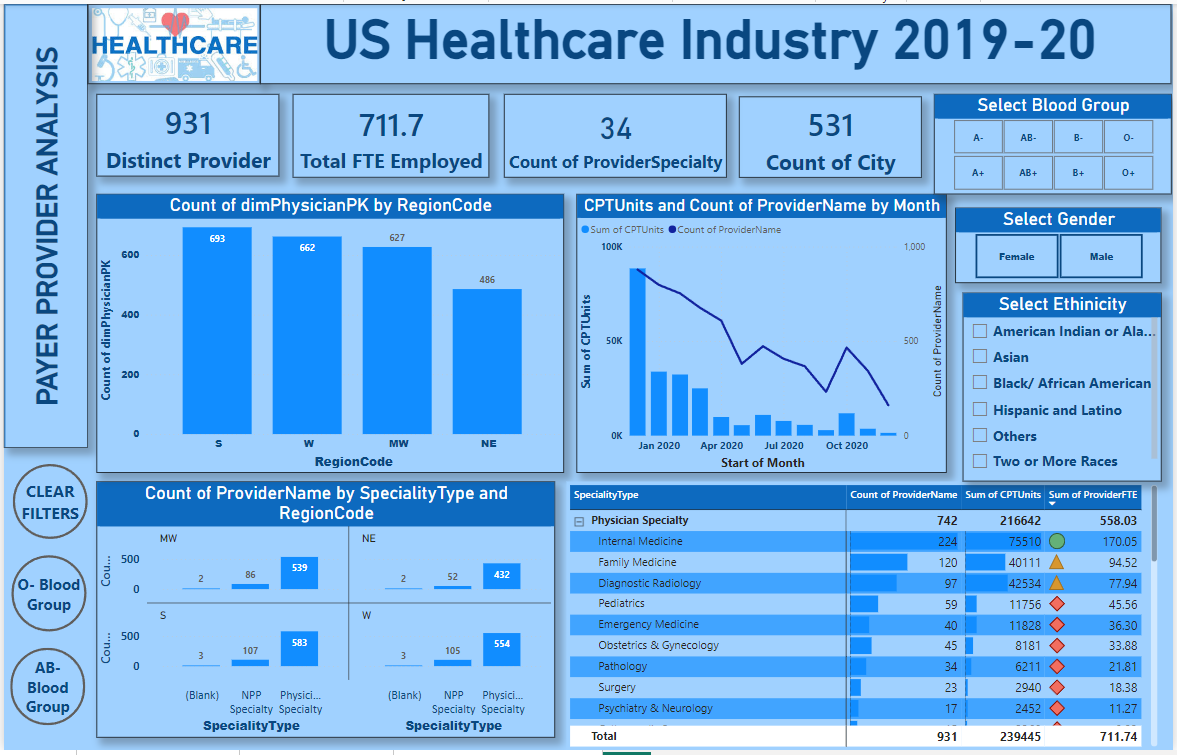 PAYER PROVIDER ANALYSIS
HEALTHCARE
US Healthcare Industry 2019-20
931
Distinct Provider
711.7
Total FTE Employed
34
Count of ProviderSpecialty
531
Count of City
Select Blood Group
A- AB- B- O-
A+ AB+ B+ O+
Count of dimPhysicianPK by RegionCode
Count of dimPhysicianPK
600
400
200
0
693
662
627
486
S W MW NE
RegionCode
CPTUnits and Count of ProviderName by Month
Sum of CPTUnits Count of ProviderName
Sum of CPTUnits
100K
50K
0K
1,000
500
0
Count of ProviderName
Jan 2020 Apr 2020 Jul 2020 Oct 2020
Start of Month
Select Gender
Female Male
Select Ethinicity
American Indian or Ala...
Asian
Black/ African American
Hispanic and Latino
Others
Two or More Races
CLEAR
FILTERS
O- Blood
Group
AB-
Blood
Group
Count of ProviderName by SpecialityType and
RegionCode
MW
Cou...
500
0
2 86 539
NE
2 52 432
S
Cou...
500
0
3 107 583
W
3 105 554
(Blank) NPP Specialty Physici... Specialty
(Blank) NPP Specialty Physici... Specialty
SpecialityType SpecialityType
SpecialityType Count of ProviderName Sum of CPTUnits Sum of ProviderFTE
Physician Specialty 742 216642 558.03
Internal Medicine 224 75510 170.05
Family Medicine 120 40111 94.52
Diagnostic Radiology 97 42534 77.94
Pediatrics 59 11756 45.56
Emergency Medicine 40 11828 36.30
Obstetrics & Gynecology 45 8181 33.88
Pathology 34 6211 21.81
Surgery 23 2940 18.38
Psychiatry & Neurology 17 2452 11.27
Total 931 239445 711.74